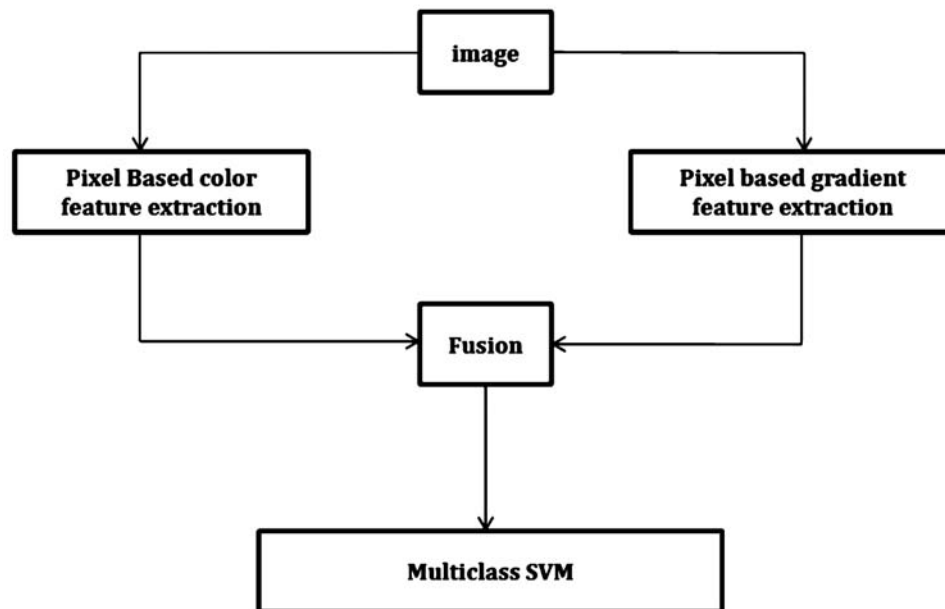 image
Pixel Based color
feature extraction
Pixel based gradient
feature extraction
Fusion
Multiclass SVM